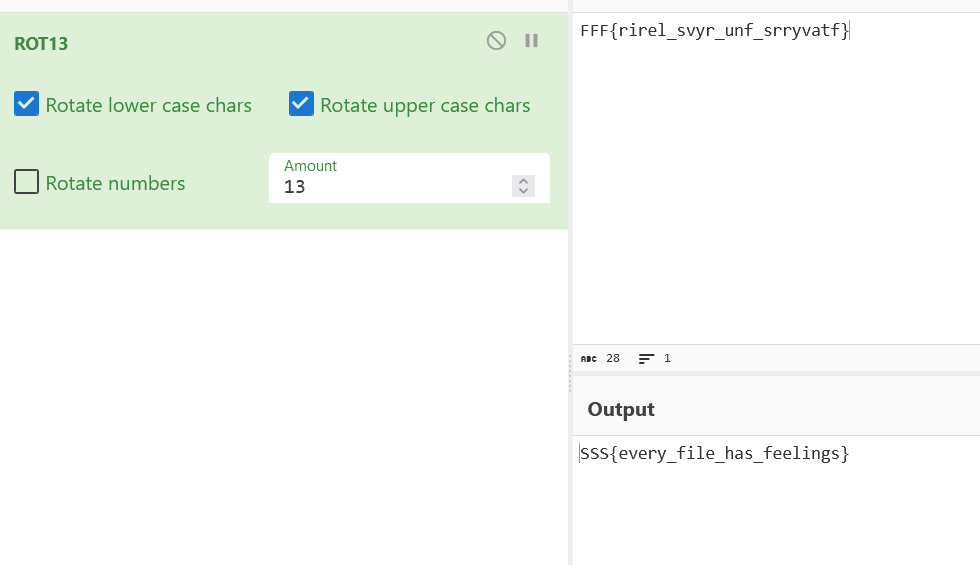 ROT13
Rotate lower case chars
Rotate upper case chars
Rotate numbers
Amount
13
FFF{rirel_svyr_unf_srryvatf}
ABC 28 1
Output
SSS{every_file_has_feelings}